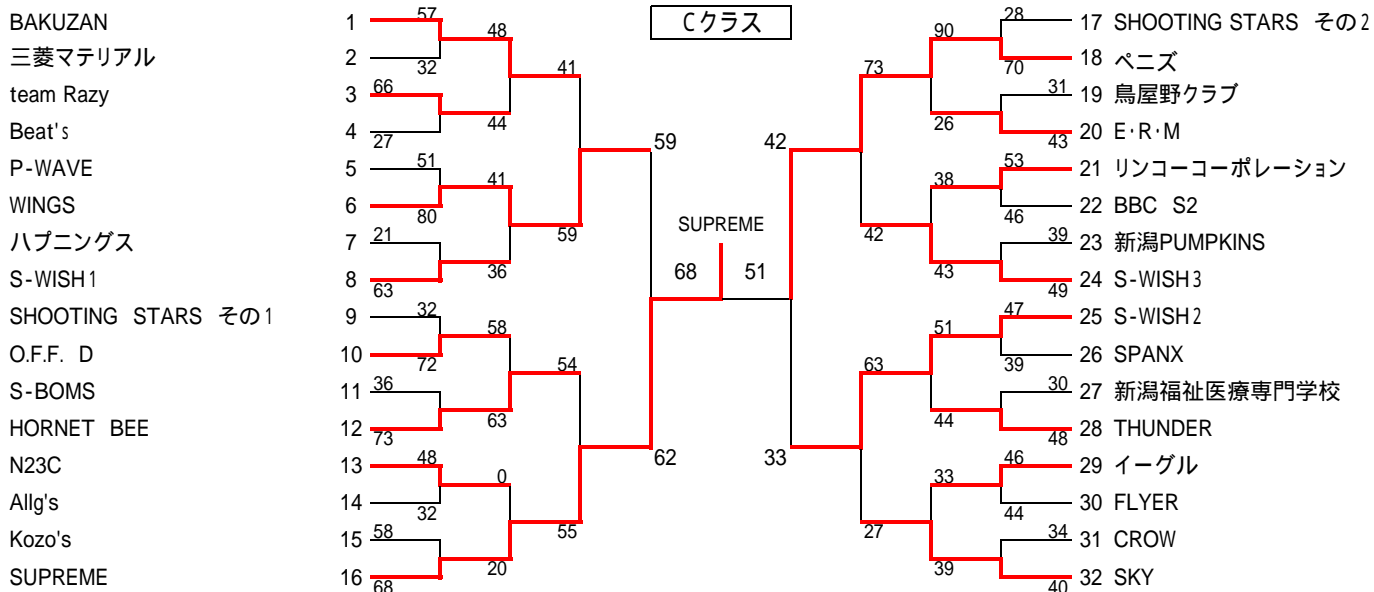 Cクラス
BAKUZAN 1 57
三菱マテリアル 2 32
48
team Razy 3 66
Beat's 4 27
44
41
P-WAVE 5 51
WINGS 6 80
41
ハプニングス 7 21
S-WISH1 8 63
36
59
59
SHOOTING STARS その1 9 32
O.F.F. D 10 72
58
S-BOMS 11 36
HORNET BEE 12 73
63
54
N23C 13 48
Allg's 14 32
0
Kozo's 15 58
SUPREME 16 68
20
55
62
SUPREME
68 51
28 17 SHOOTING STARS その2
70 18 ペニズ
90
31 19 鳥屋野クラブ
43 20 E・R・M
26
73
53 21 リンコーコーポレーション
46 22 BBC S2
38
39 23 新潟PUMPKINS
49 24 S-WISH3
43
42
42
47 25 S-WISH2
39 26 SPANX
51
30 27 新潟福祉医療専門学校
48 28 THUNDER
44
63
46 29 イーグル
44 30 FLYER
33
34 31 CROW
40 32 SKY
39
27
33